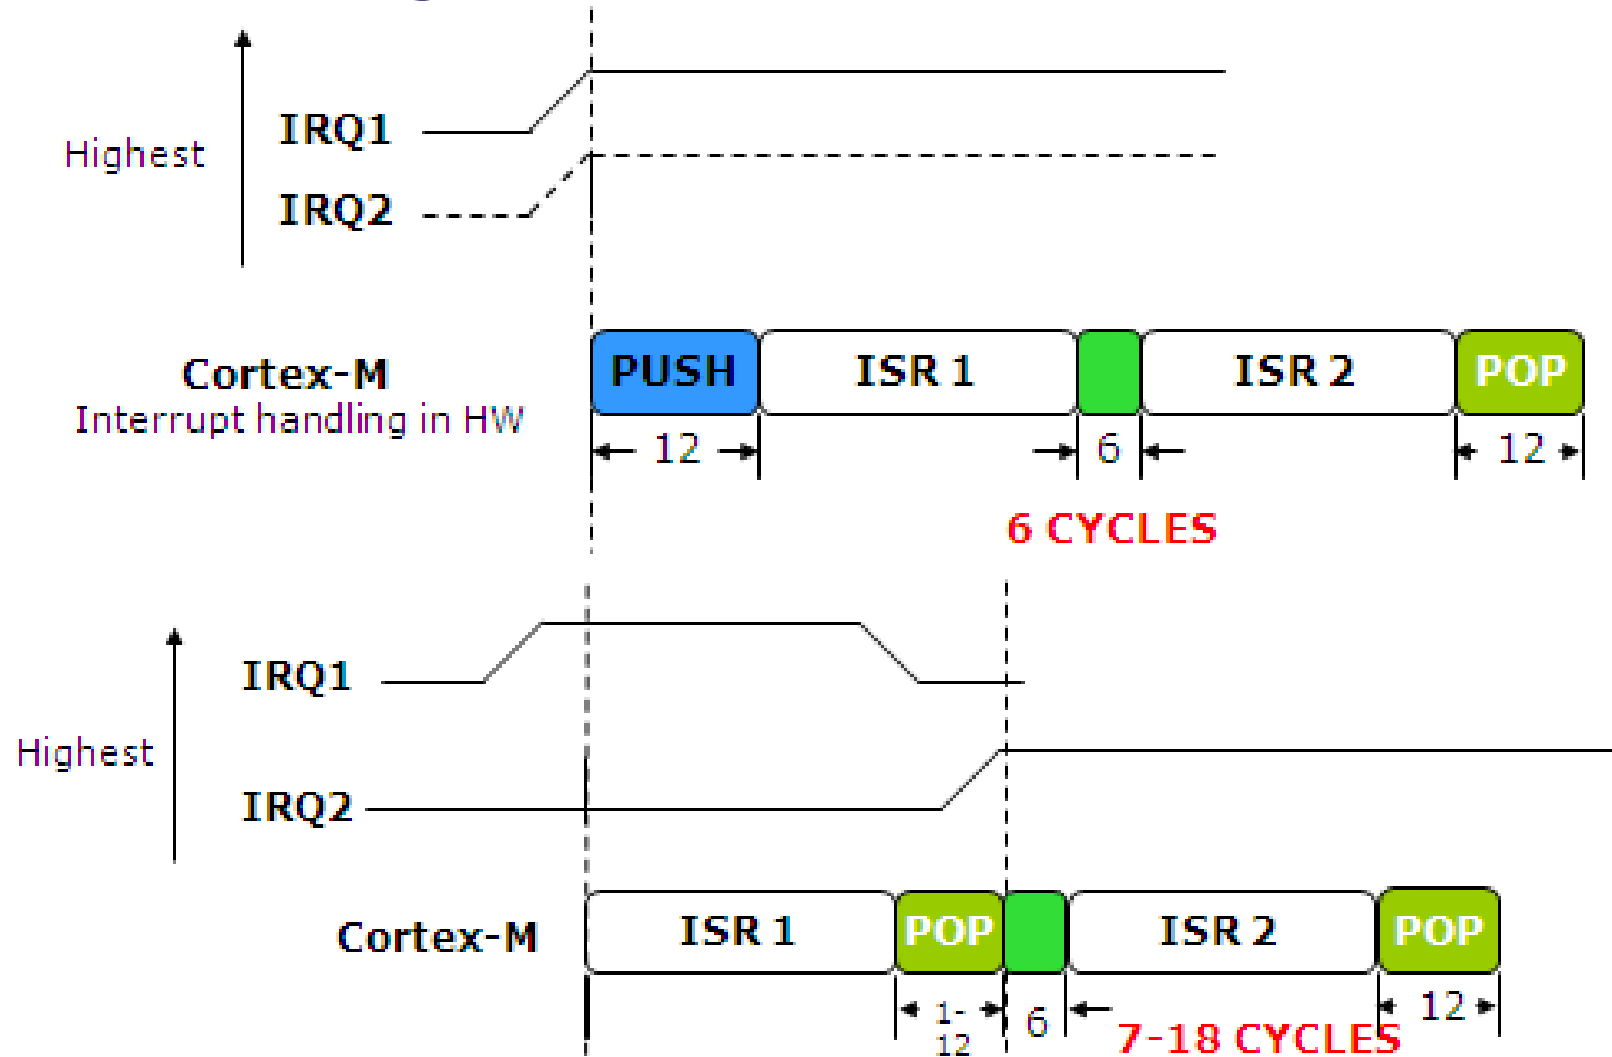 IRQ1
Highest
IRQ2
PUSH
ISR 1
ISR 2
POP
Cortex-M
Interrupt handling in HW
12
6
12
6 CYCLES
IRQ1
Highest
IRQ2
Cortex-M
ISR 1
POP
ISR 2
POP
1-
12
6
7-18 CYCLES
12